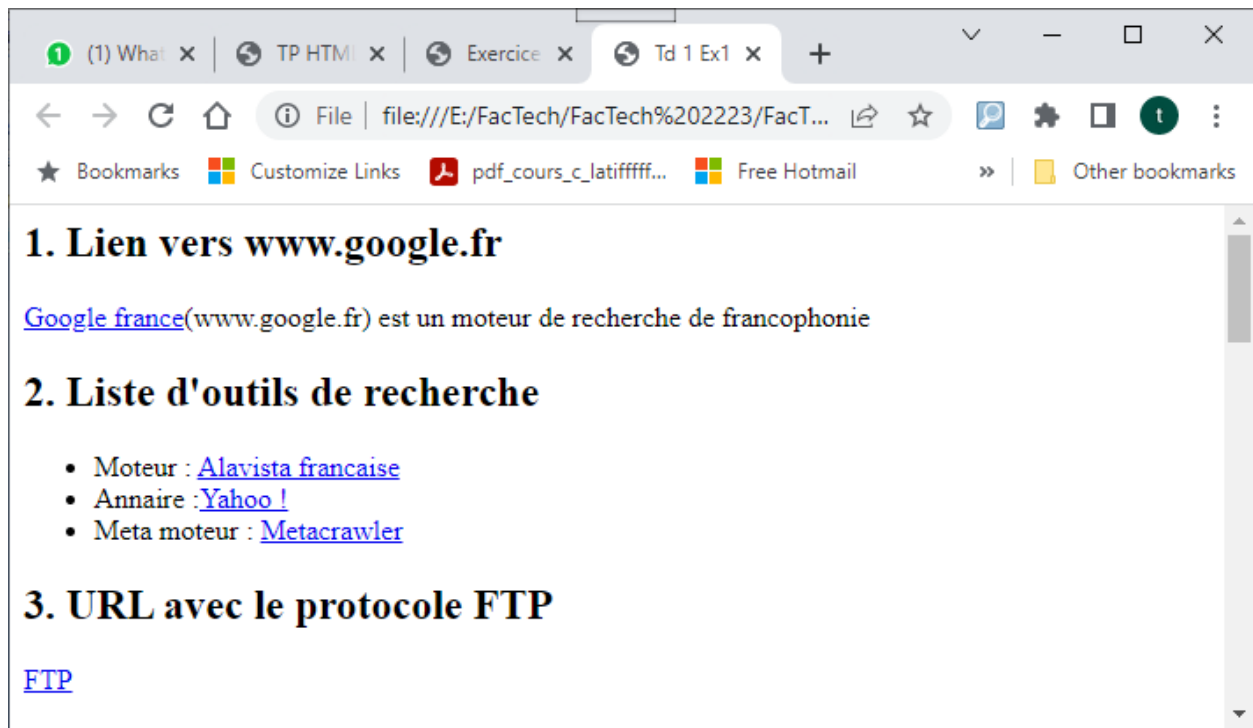 (1) What
TP HTM
Exercice
Td 1 Ex1
File
file:///E:/FacTech/FacTech%202223/FacT...
t
Bookmarks
Customize Links
pdf_cours_c_latifffff...
Free Hotmail
»
Other bookmarks
1. Lien vers www.google.fr
Google france(www.google.fr) est un moteur de recherche de francophonie
2. Liste d'outils de recherche
• Moteur : Alavista francaise
• Annaire :Yahoo !
• Meta moteur : Metacrawler
3. URL avec le protocole FTP
FTP